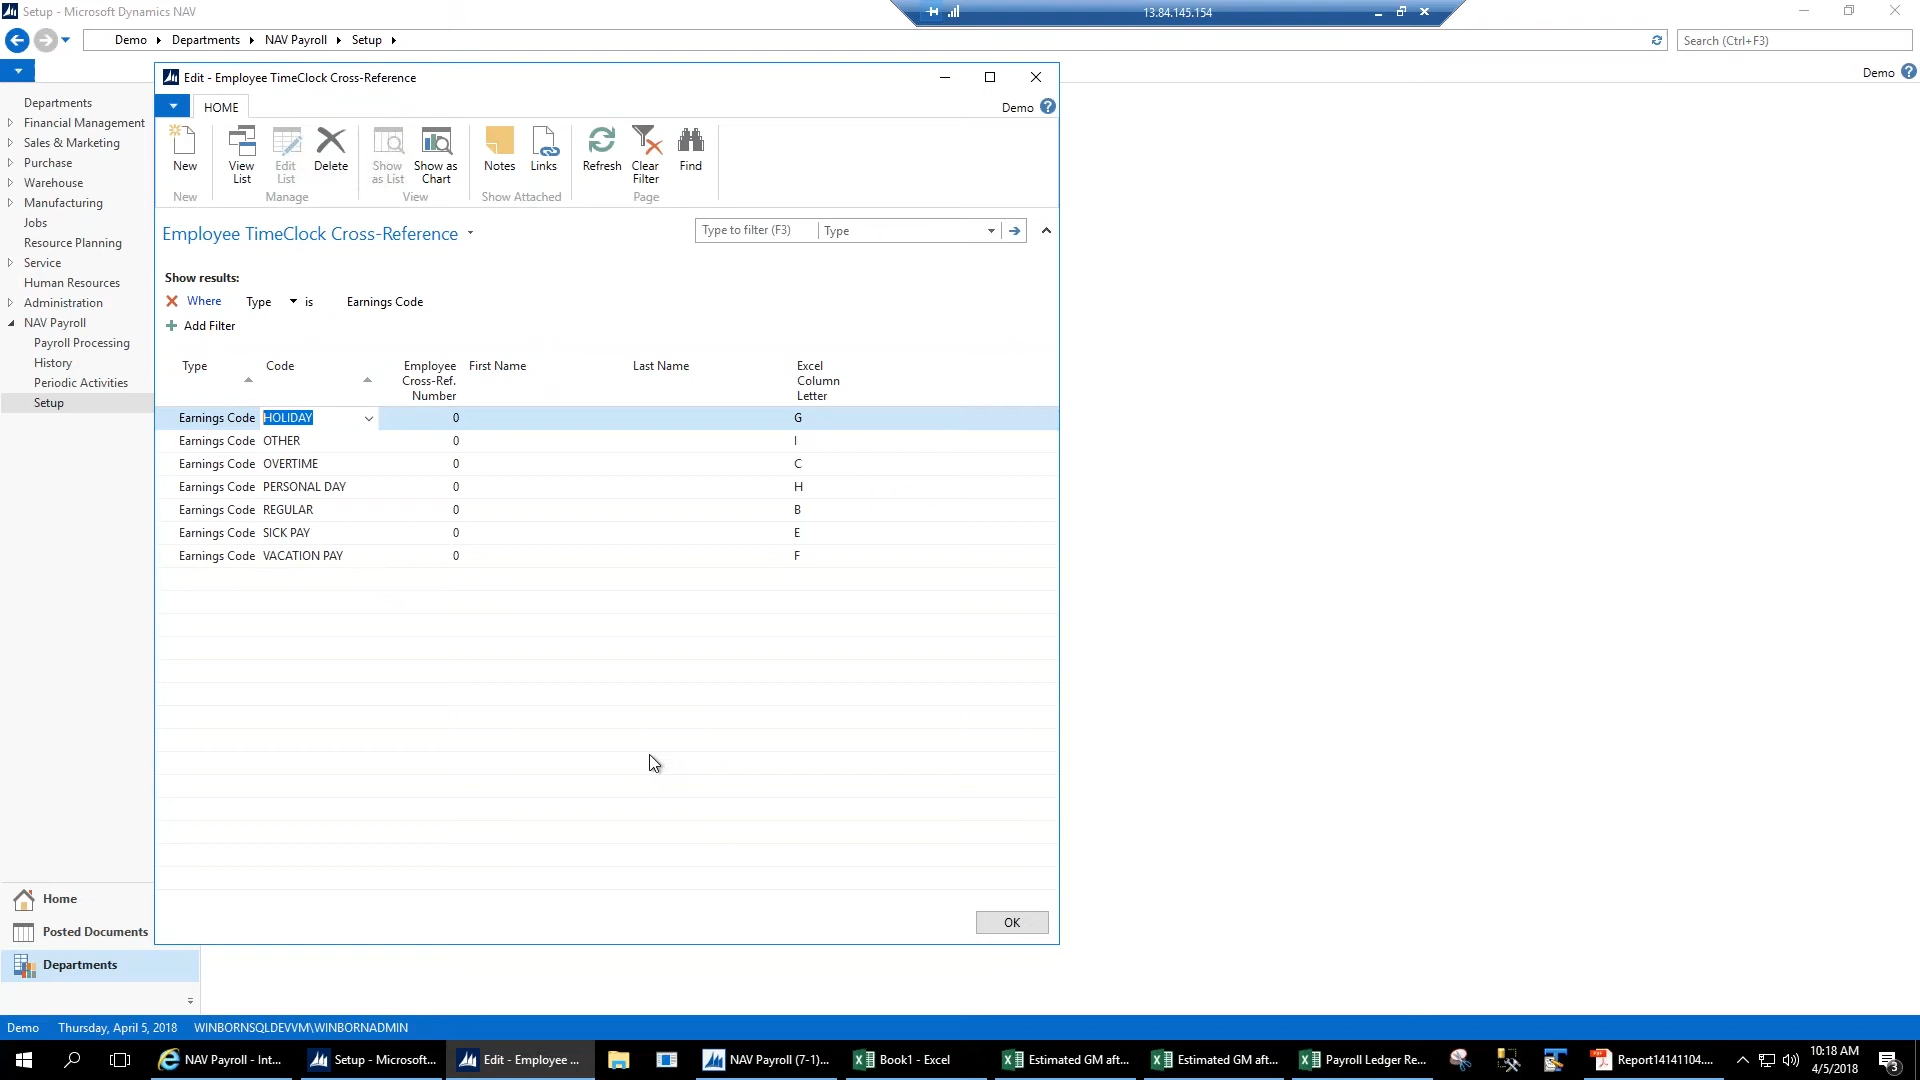 Setup - Microsoft Dynamics NAV
13.84.145.154
Demo Departments NAV Payroll Setup
Search (Ctrl+F3)
Demo
Departments
Financial Management
Sales & Marketing
Purchase
Warehouse
Manufacturing
Jobs
Resource Planning
Service
Human Resources
Administration
NAV Payroll
Payroll Processing
History
Periodic Activities
Setup
Home
Posted Documents
Departments
Edit - Employee TimeClock Cross-Reference
HOME
Demo
New
View List
Edit List
Delete
Show as List
Show as Chart
Notes
Links
Refresh
Clear Filter
Find
New
Manage
View
Show Attached
Page
Employee TimeClock Cross-Reference
Type to filter (F3)
Type
Show results:
Where Type is Earnings Code
Add Filter
Type
Code
Employee Cross-Ref. Number
First Name
Last Name
Excel Column Letter
Earnings Code HOLIDAY 0 G
Earnings Code OTHER 0 I
Earnings Code OVERTIME 0 C
Earnings Code PERSONAL DAY 0 H
Earnings Code REGULAR 0 B
Earnings Code SICK PAY 0 E
Earnings Code VACATION PAY 0 F
OK
Demo Thursday, April 5, 2018 WINBORNSQLDEVVM\WINBORNADMIN
NAV Payroll - Int...
Setup - Microsoft...
Edit - Employee ...
NAV Payroll (7-1)...
Book1 - Excel
Estimated GM aft...
Estimated GM aft...
Payroll Ledger Re...
Report14141104....
10:18 AM
4/5/2018
3